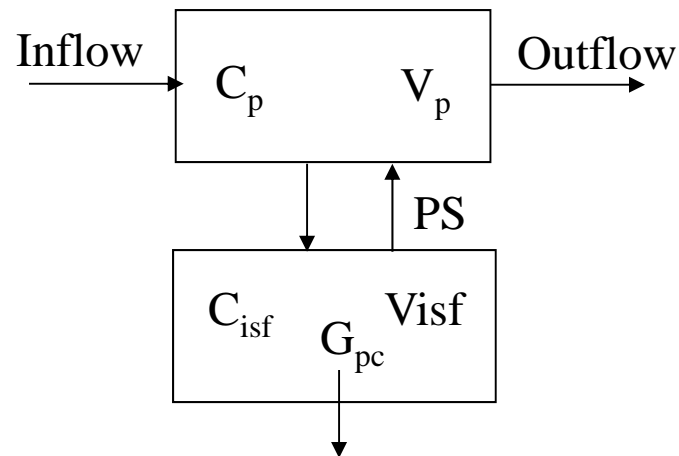 Inflow
Outflow
Cp
Vp
PS
Cisf
Visf
Gpc